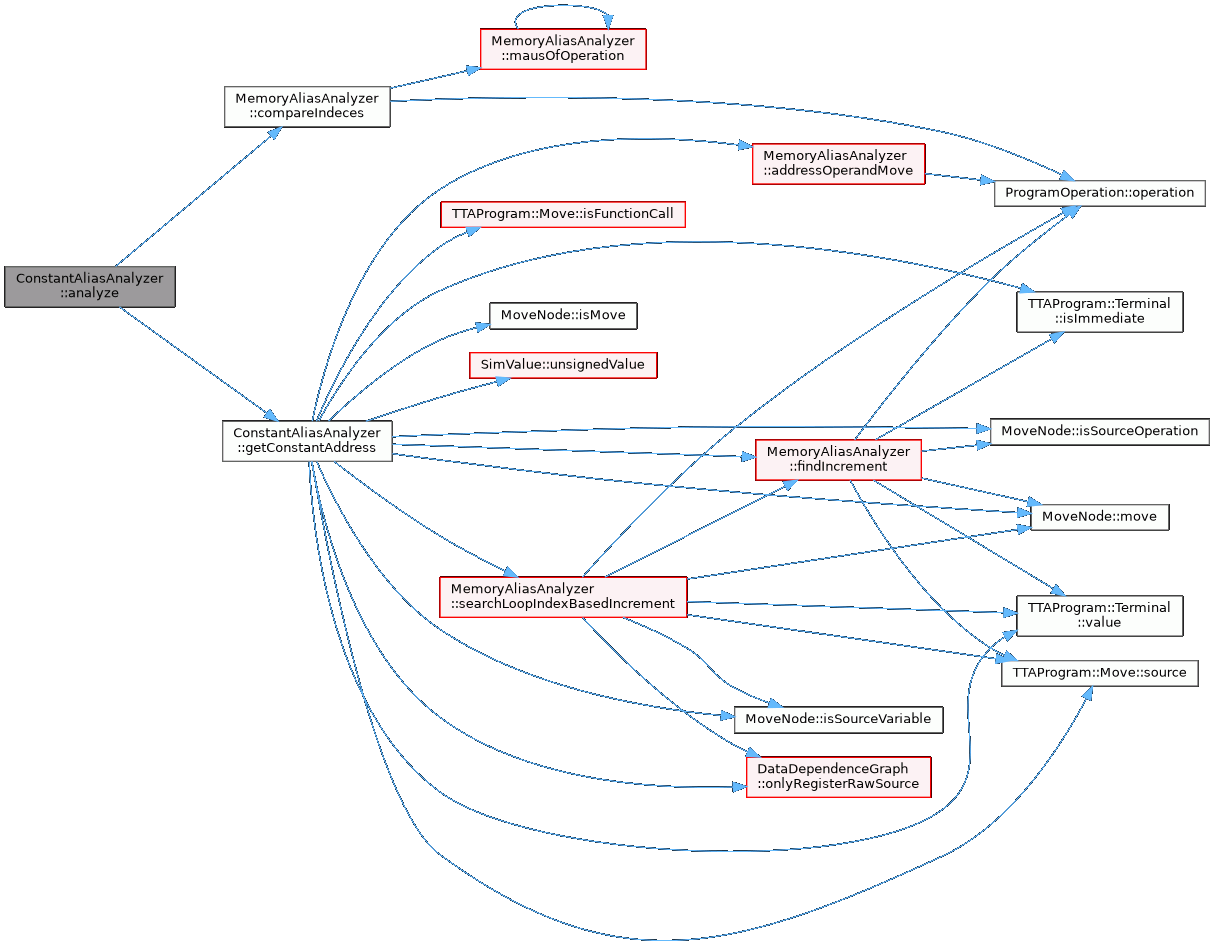 MemoryAliasAnalyzer
::mausOfOperation
MemoryAliasAnalyzer
::compareIndeces
MemoryAliasAnalyzer
::addressOperandMove
ProgramOperation::operation
TTAProgram::Move::isFunctionCall
ConstantAliasAnalyzer
::analyze
TTAProgram::Terminal
::isImmediate
MoveNode::isMove
SimValue::unsignedValue
ConstantAliasAnalyzer
::getConstantAddress
MoveNode::isSourceOperation
MemoryAliasAnalyzer
::findIncrement
MoveNode::move
MemoryAliasAnalyzer
::searchLoopIndexBasedIncrement
TTAProgram::Terminal
::value
TTAProgram::Move::source
MoveNode::isSourceVariable
DataDependenceGraph
::onlyRegisterRawSource